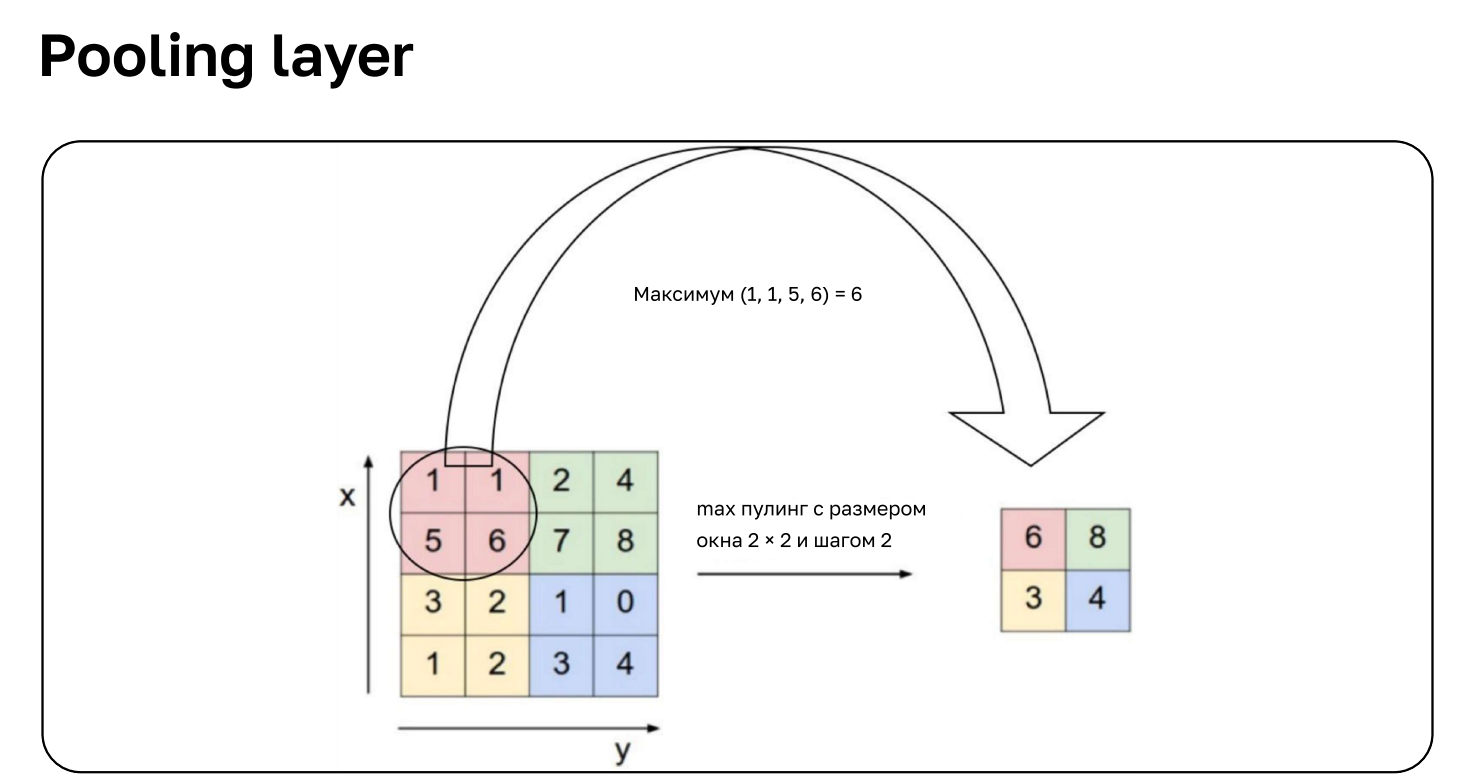 Pooling layer
Максимум (1, 1, 5, 6) = 6
x
1 1 2 4
5 6 7 8
3 2 1 0
1 2 3 4
y
max пулинг с размером
окна 2 × 2 и шагом 2
6 8
3 4